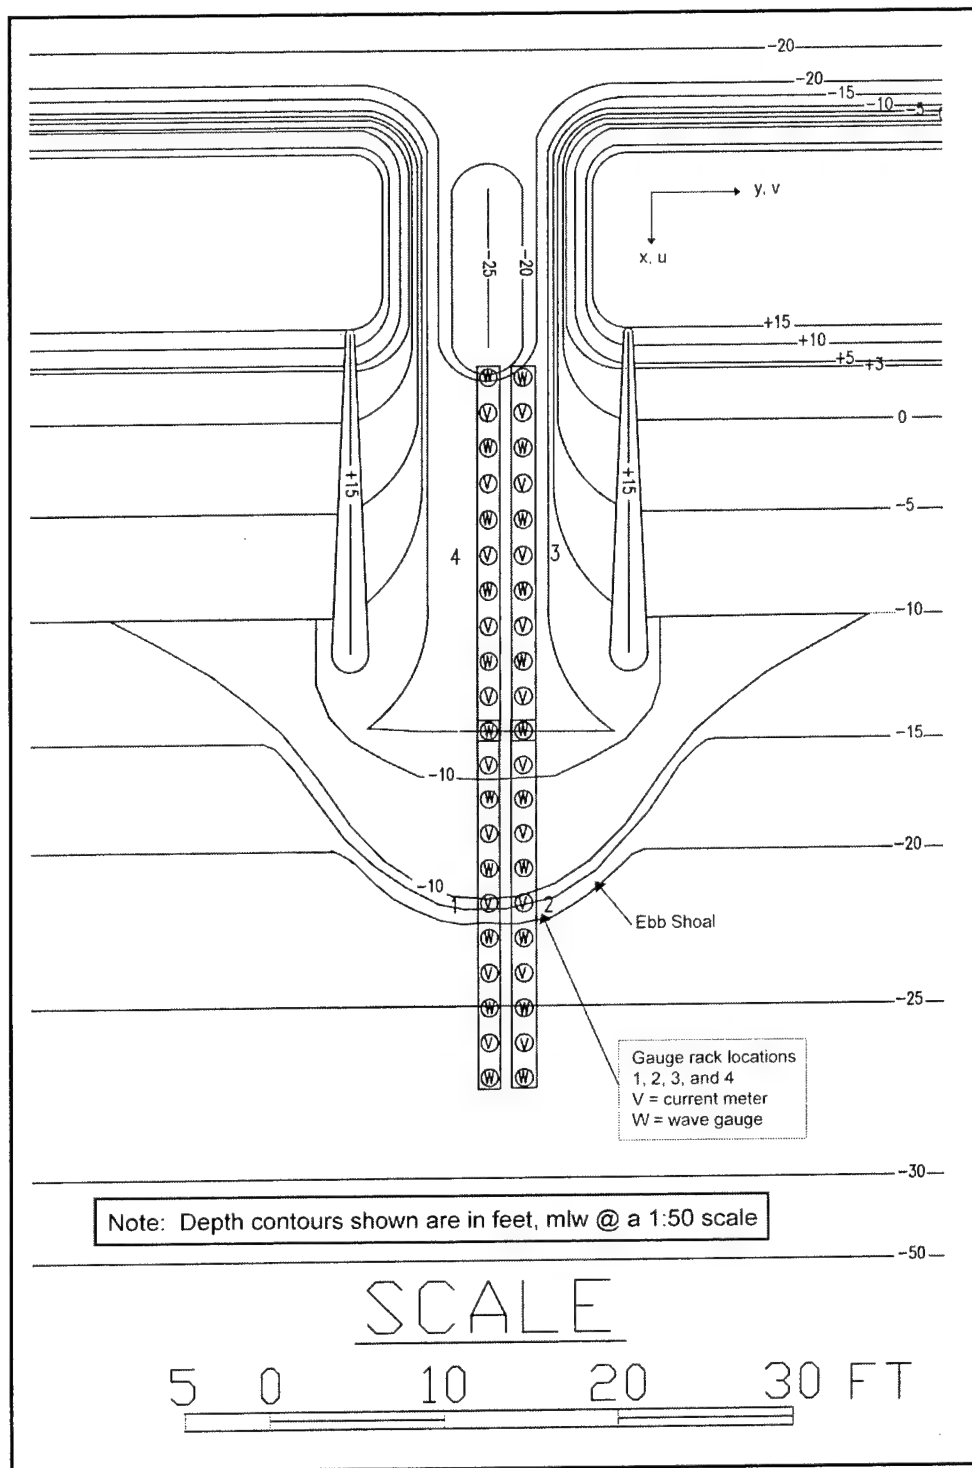 -20
-20
-15
-10
-5
y, v
x, u
-25
-20
+15
+10
+5
+3
0
+15
+15
-5
4
3
-10
-15
-10
-20
-10
1
2
Ebb Shoal
-25
Gauge rack locations
1, 2, 3, and 4
V = current meter
W = wave gauge
-30
Note: Depth contours shown are in feet, mlw @ a 1:50 scale
-50
SCALE
5 0 10 20 30 FT
W W
V V
W W
V V
W W
V V
W W
V V
W W
V V
W W
V V
W W
V V
W W
V V
W W
V V
W W
V V
W W